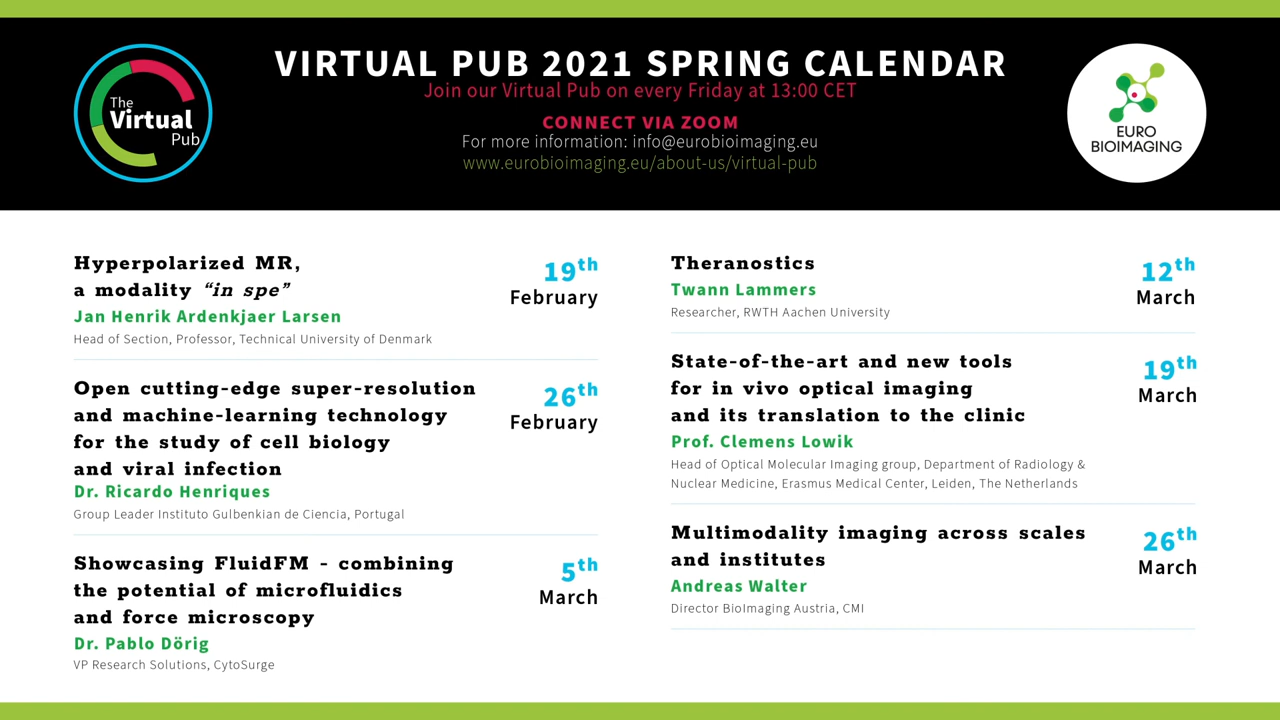 The
Virtual
Pub
VIRTUAL PUB 2021 SPRING CALENDAR
Join our Virtual Pub on every Friday at 13:00 CET
CONNECT VIA ZOOM
For more information: info@eurobioimaging.eu
www.eurobioimaging.eu/about-us/virtual-pub
EURO
BIOIMAGING
Hyperpolarized MR,
a modality “in spe”
Jan Henrik Ardenkjaer Larsen
Head of Section, Professor, Technical University of Denmark
19th
February
Open cutting-edge super-resolution
and machine-learning technology
for the study of cell biology
and viral infection
Dr. Ricardo Henriques
Group Leader Instituto Gulbenkian de Ciencia, Portugal
26th
February
Showcasing FluidFM - combining
the potential of microfluidics
and force microscopy
Dr. Pablo Dörig
VP Research Solutions, CytoSurge
5th
March
Theranostics
Twann Lammers
Researcher, RWTH Aachen University
12th
March
State-of-the-art and new tools
for in vivo optical imaging
and its translation to the clinic
Prof. Clemens Lowik
Head of Optical Molecular Imaging group, Department of Radiology &
Nuclear Medicine, Erasmus Medical Center, Leiden, The Netherlands
19th
March
Multimodality imaging across scales
and institutes
Andreas Walter
Director BioImaging Austria, CMI
26th
March